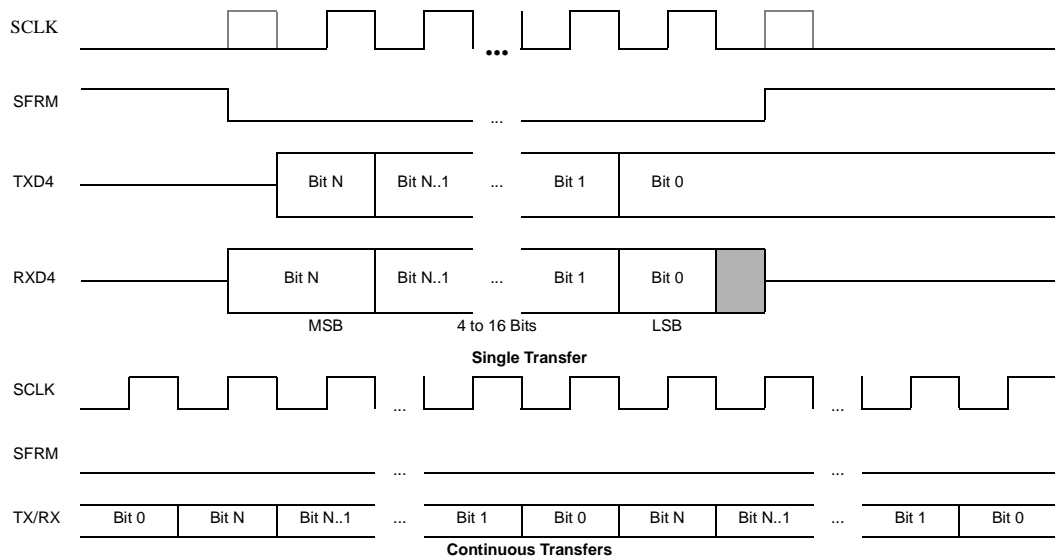 SCLK
...
SFRM
...
TXD4 Bit N Bit N..1 ... Bit 1 Bit 0
RXD4 Bit N Bit N..1 ... Bit 1 Bit 0
MSB 4 to 16 Bits LSB
Single Transfer
SCLK ... ...
SFRM
... ...
TX/RX Bit 0 Bit N Bit N..1 ... Bit 1 Bit 0 Bit N Bit N..1 ... Bit 1 Bit 0
Continuous Transfers